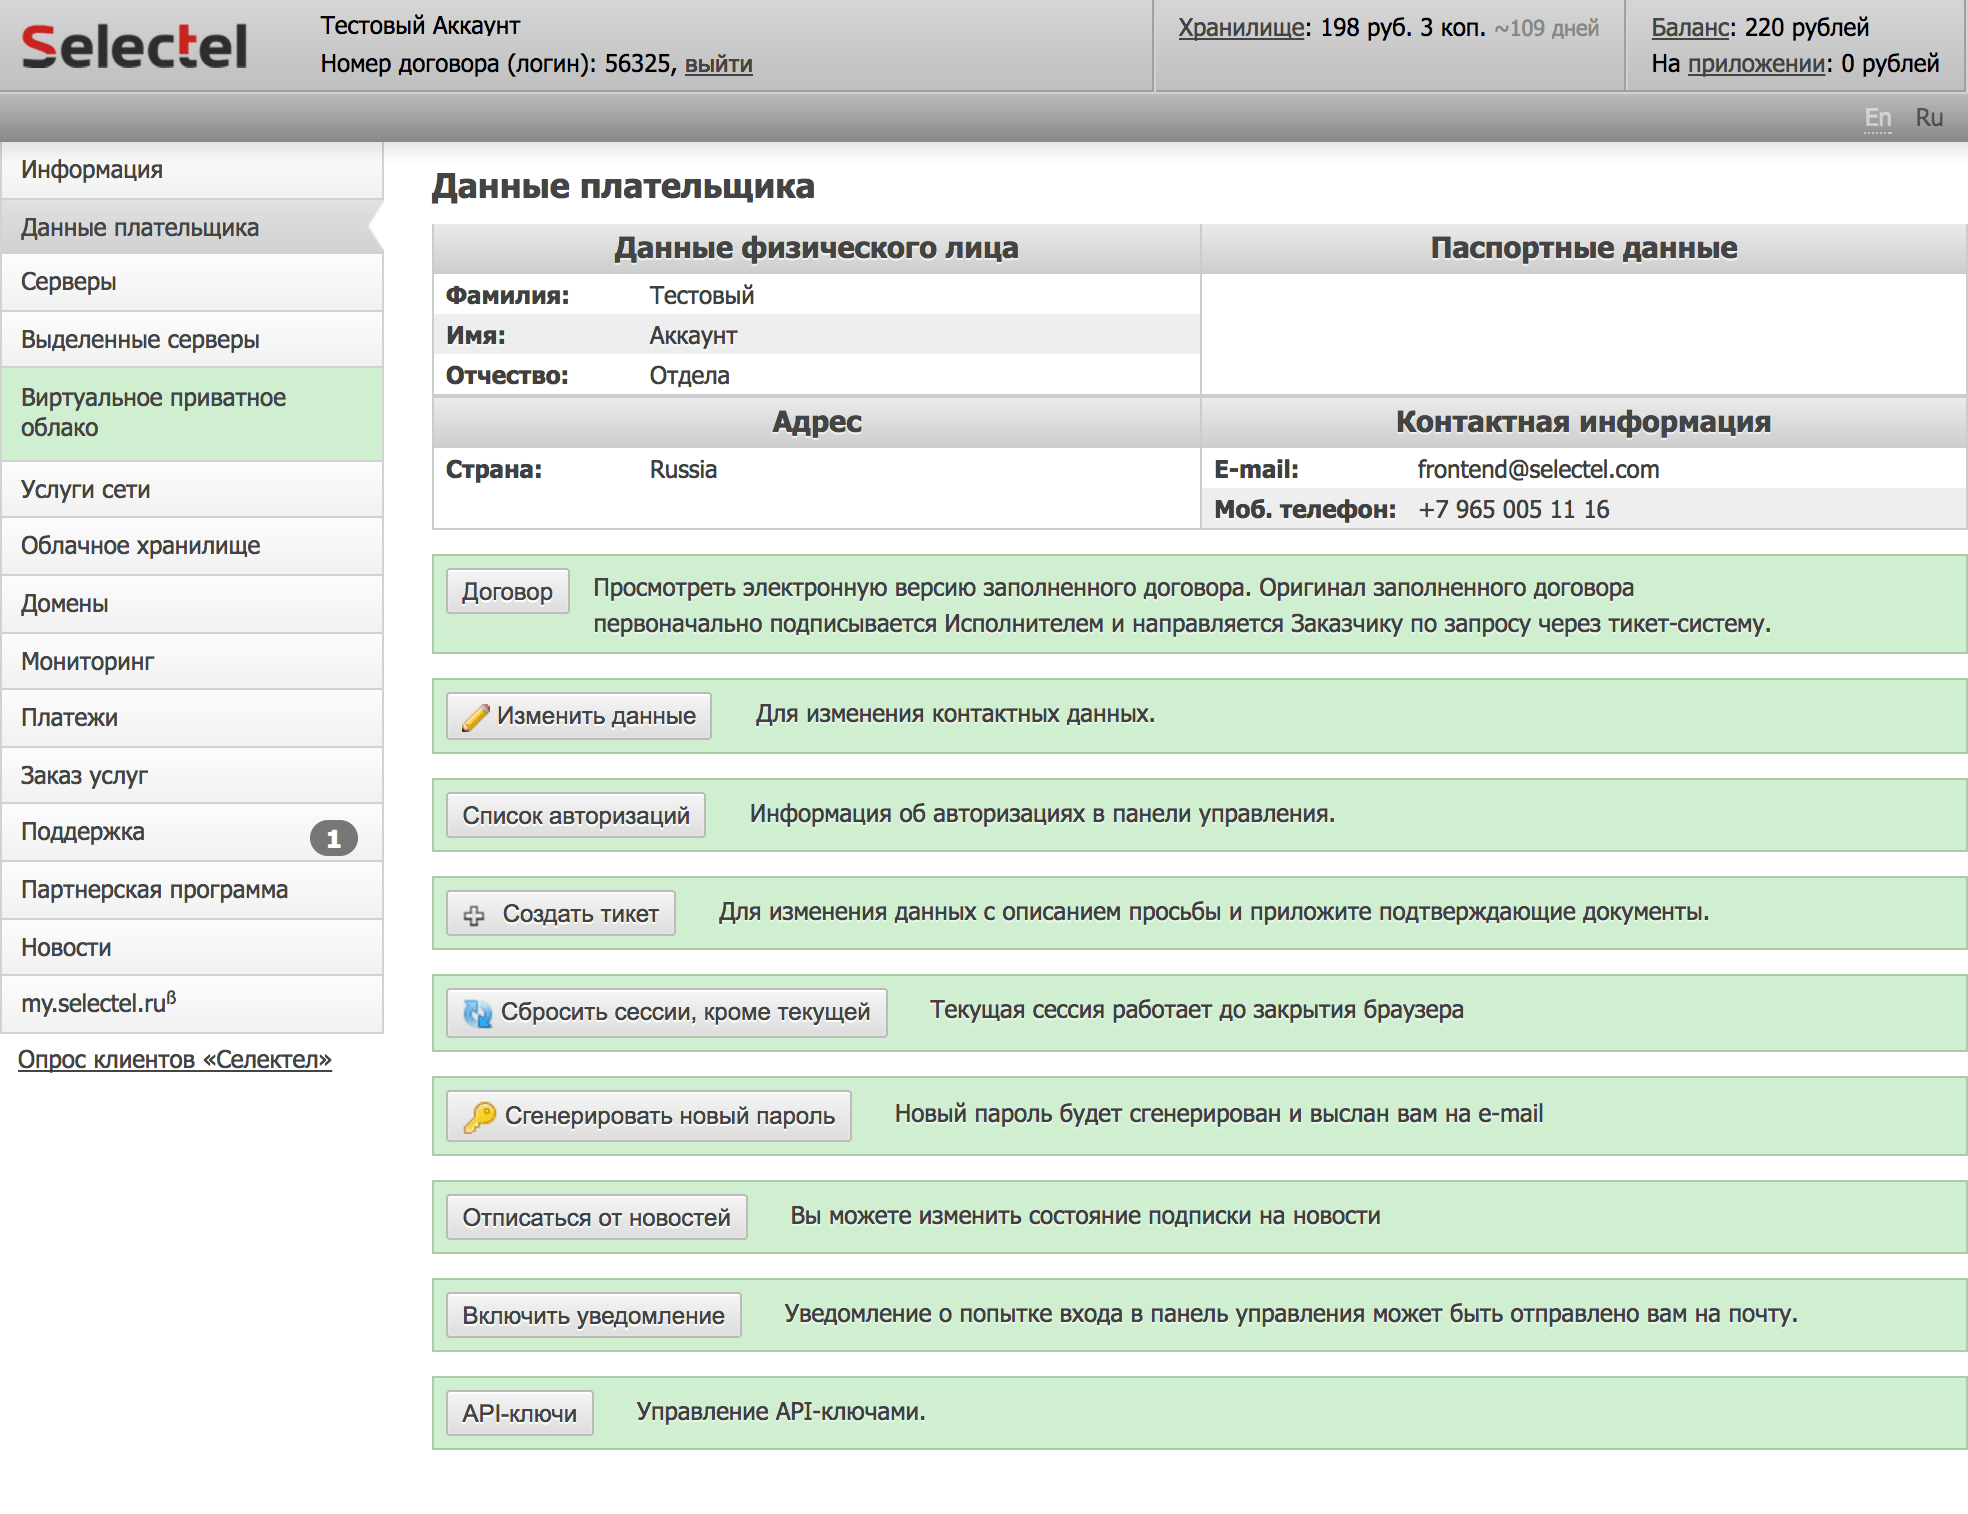 Selectel
Тестовый Аккаунт
Номер договора (логин): 56325, выйти
Хранилище: 198 руб. 3 коп. ~109 дней
Баланс: 220 рублей
На приложении: 0 рублей
En Ru
Информация
Данные плательщика
Серверы
Выделенные серверы
Виртуальное приватное
облако
Услуги сети
Облачное хранилище
Домены
Мониторинг
Платежи
Заказ услуг
Поддержка 1
Партнерская программа
Новости
my.selectel.ruβ
Опрос клиентов «Селектел»
Данные плательщика
Данные физического лица
Фамилия: Тестовый
Имя: Аккаунт
Отчество: Отдела
Паспортные данные
Адрес
Страна: Russia
Контактная информация
E-mail: frontend@selectel.com
Моб. телефон: +7 965 005 11 16
Договор
Просмотреть электронную версию заполненного договора. Оригинал заполненного договора
первоначально подписывается Исполнителем и направляется Заказчику по запросу через тикет-систему.
Изменить данные Для изменения контактных данных.
Список авторизаций Информация об авторизациях в панели управления.
Создать тикет Для изменения данных с описанием просьбы и приложите подтверждающие документы.
Сбросить сессии, кроме текущей Текущая сессия работает до закрытия браузера
Сгенерировать новый пароль Новый пароль будет сгенерирован и выслан вам на e-mail
Отписаться от новостей Вы можете изменить состояние подписки на новости
Включить уведомление Уведомление о попытке входа в панель управления может быть отправлено вам на почту.
API-ключи Управление API-ключами.